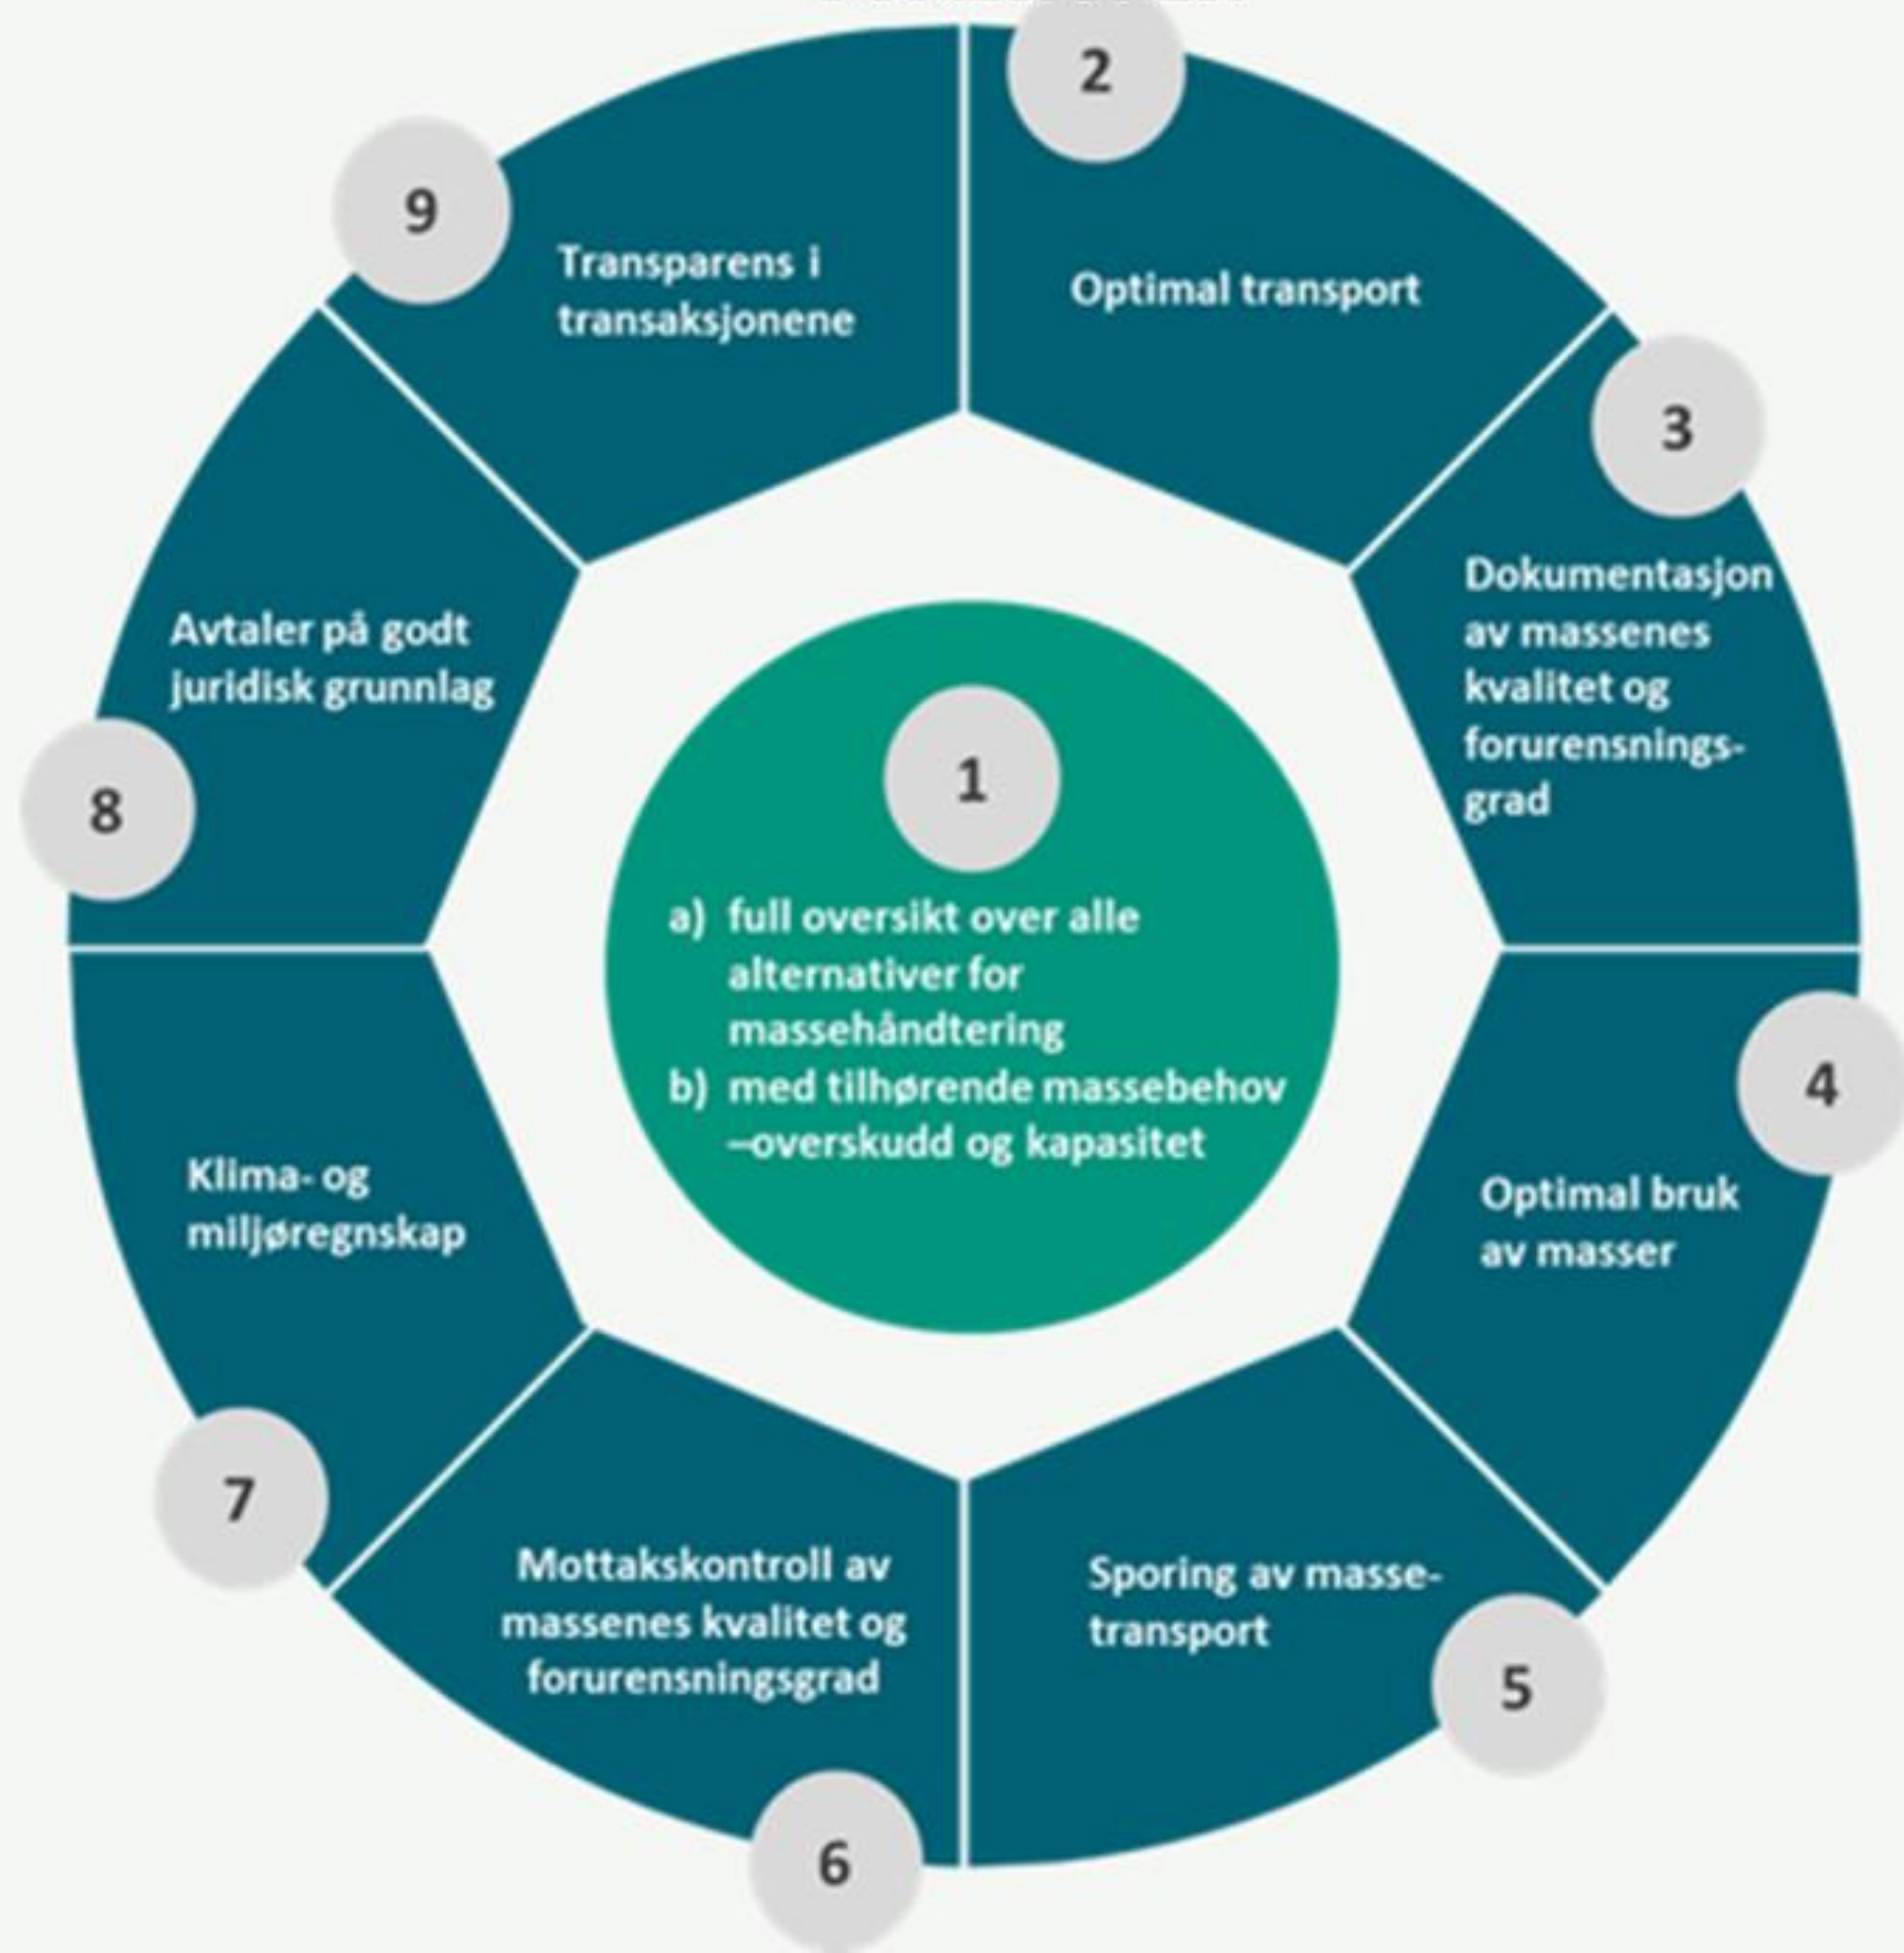 1
a) full oversikt over alle
alternativer for
massehåndtering
b) med tilhørende massebehov
–overskudd og kapasitet
2
Optimal transport
3
Dokumentasjon
av massenes
kvalitet og
forurensnings-
grad
4
Optimal bruk
av masser
5
Sporing av masse-
transport
6
Mottakskontroll av
massenes kvalitet og
forurensningsgrad
7
Klima- og
miljøregnskap
8
Avtaler på godt
juridisk grunnlag
9
Transparens i
transaksjonene